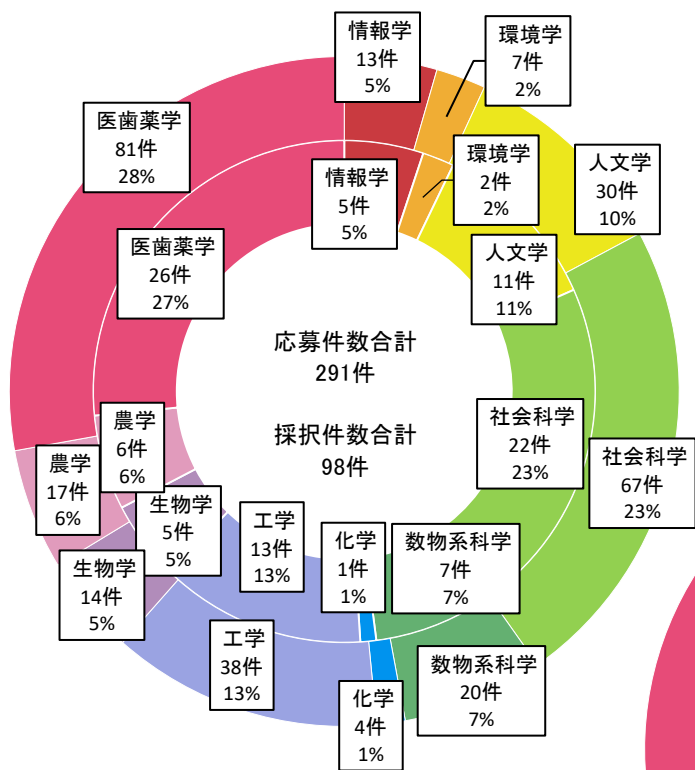 情報学
13件
5%
環境学
7件
2%
医歯薬学
81件
28%
人文学
30件
10%
情報学
5件
5%
環境学
2件
2%
医歯薬学
26件
27%
人文学
11件
11%
応募件数合計
291件
採択件数合計
98件
社会科学
22件
23%
社会科学
67件
23%
農学
6件
6%
農学
17件
6%
生物学
5件
5%
生物学
14件
5%
工学
13件
13%
工学
38件
13%
化学
1件
1%
化学
4件
1%
数物系科学
7件
7%
数物系科学
20件
7%